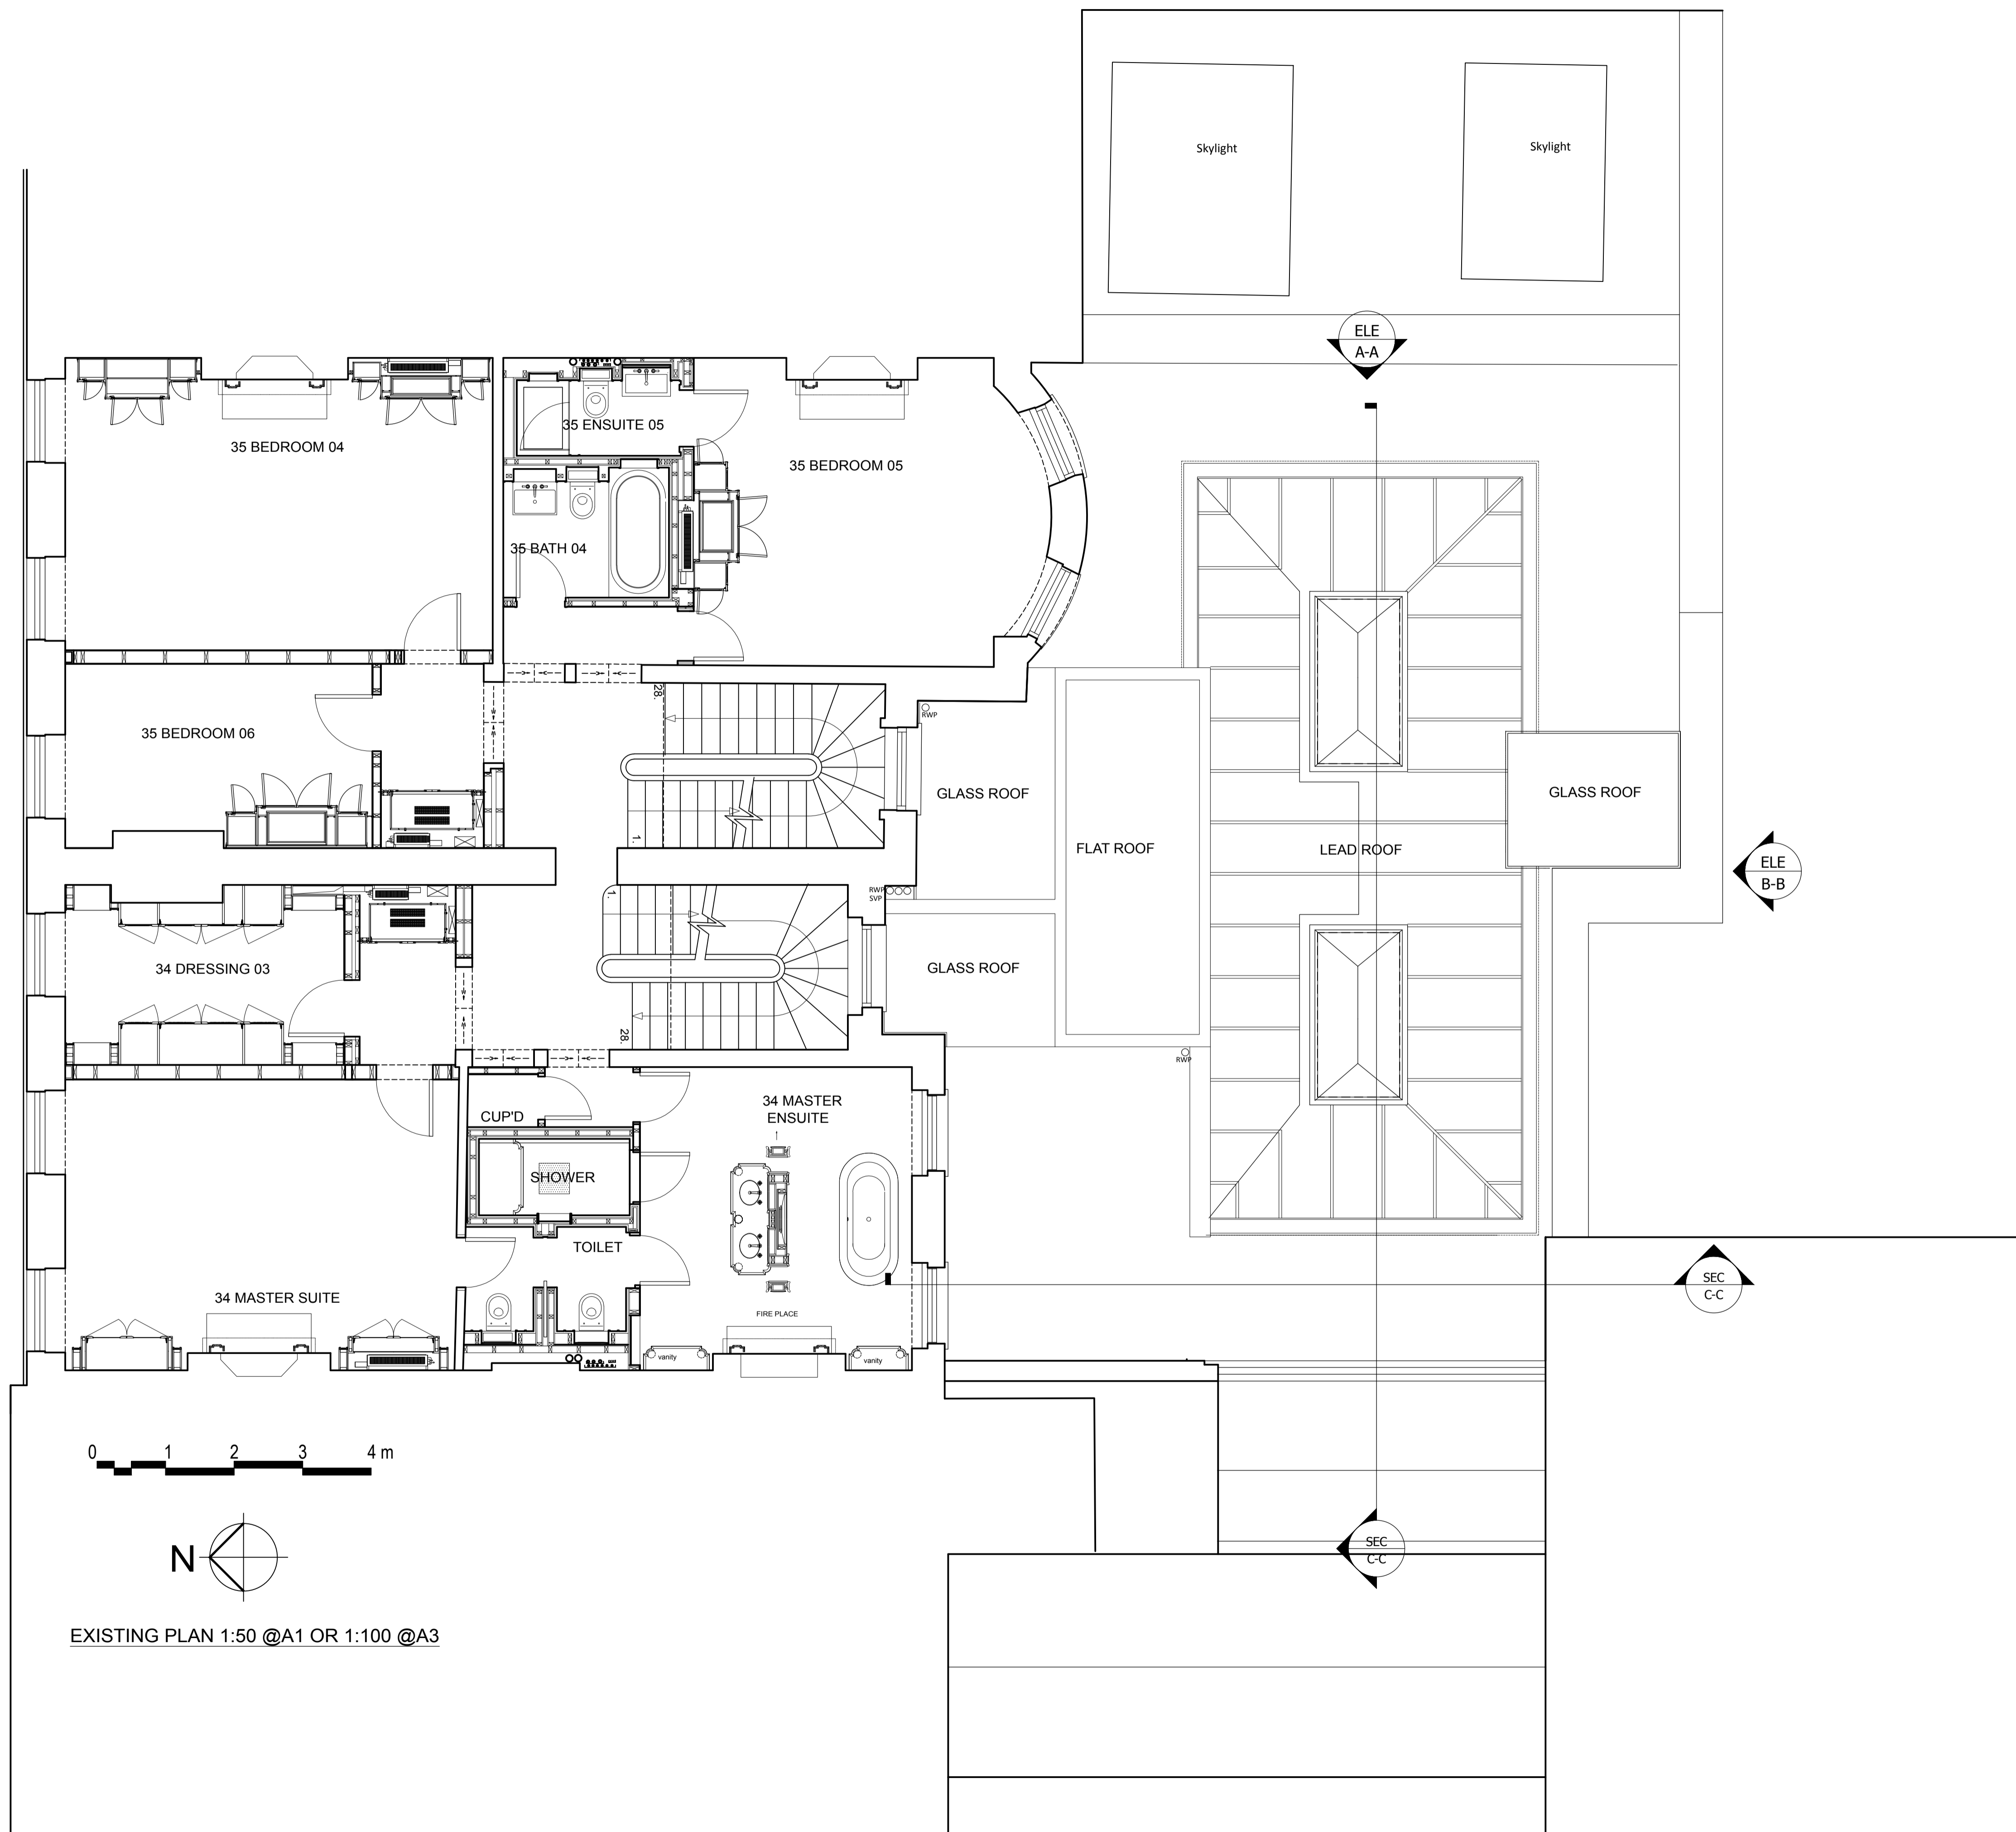 Skylight
Skylight
ELE
A-A
35 ENSUITE 05
35 BEDROOM 04
35 BEDROOM 05
35 BATH 04
28.
RWP
35 BEDROOM 06
GLASS ROOF
GLASS ROOF
1.
FLAT ROOF
LEAD ROOF
ELE
B-B
RWP
SVP
1.
34 DRESSING 03
GLASS ROOF
28.
RWP
34 MASTER
ENSUITE
CUP'D
SHOWER
TOILET
SEC
C-C
34 MASTER SUITE
FIRE PLACE
vanity
vanity
0 1 2 3 4 m
N
SEC
C-C
EXISTING PLAN 1:50 @A1 OR 1:100 @A3